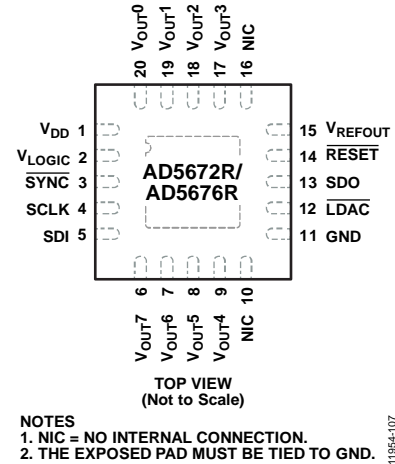 20 VOUT0
19 VOUT1
18 VOUT2
17 VOUT3
16 NIC
VDD 1
VLOGIC 2
SYNC 3
SCLK 4
SDI 5
AD5672R/
AD5676R
15 VREFOUT
14 RESET
13 SDO
12 LDAC
11 GND
VOUT7 6
VOUT6 7
VOUT5 8
VOUT4 9
NIC 10
TOP VIEW
(Not to Scale)
NOTES
1. NIC = NO INTERNAL CONNECTION.
2. THE EXPOSED PAD MUST BE TIED TO GND.
11954-107